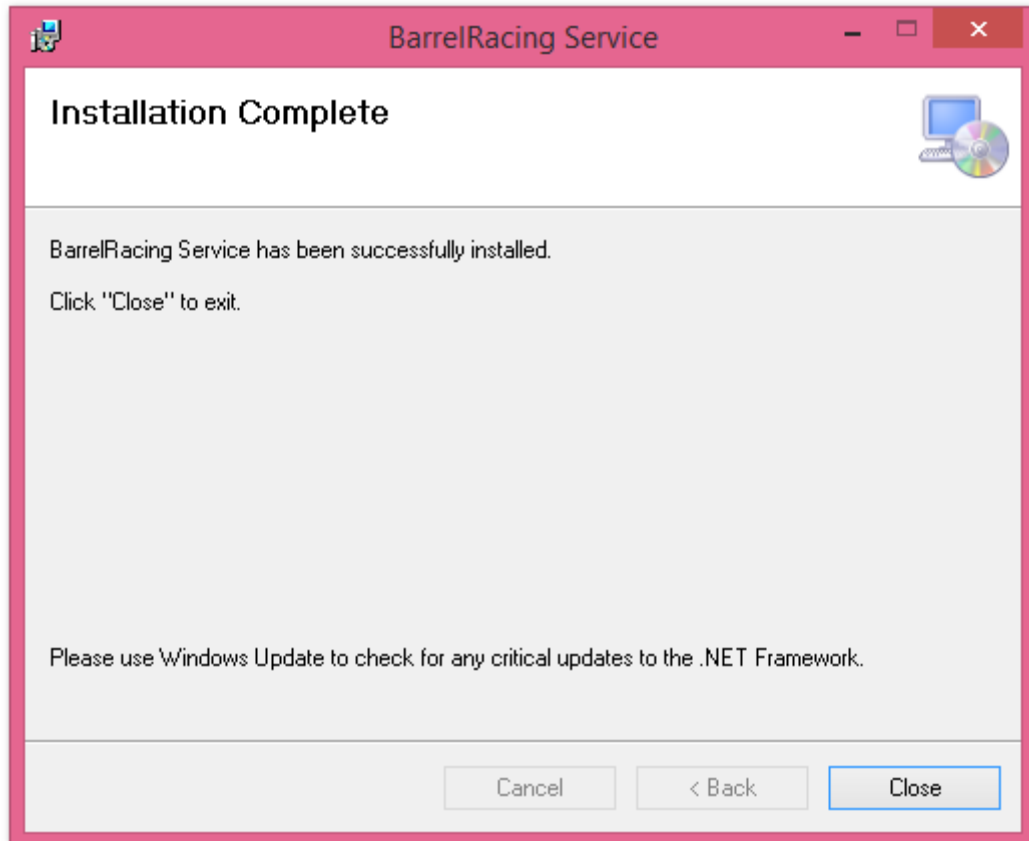 BarrelRacing Service
Installation Complete
BarrelRacing Service has been successfully installed.
Click "Close" to exit.
Please use Windows Update to check for any critical updates to the .NET Framework.
Cancel
< Back
Close